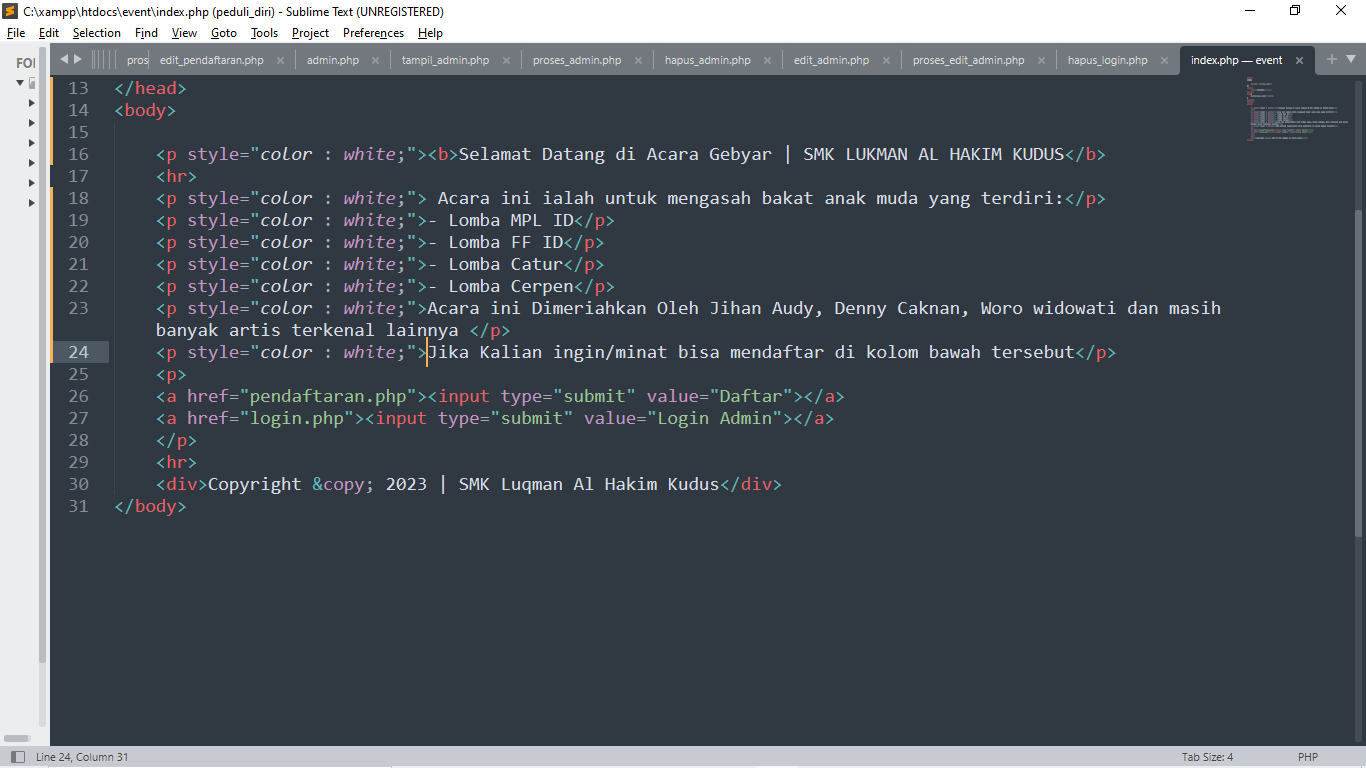 C:\xampp\htdocs\event\index.php (peduli_diri) - Sublime Text (UNREGISTERED)
File Edit Selection Find View Goto Tools Project Preferences Help
FOI
pros edit_pendaftaran.php × admin.php × tampil_admin.php × proses_admin.php × hapus_admin.php × edit_admin.php × proses_edit_admin.php × hapus_login.php × index.php — event ×
13 </head>
14 <body>
15
16 <p style="color : white;"><b>Selamat Datang di Acara Gebyar | SMK LUKMAN AL HAKIM KUDUS</b>
17 <hr>
18 <p style="color : white;"> Acara ini ialah untuk mengasah bakat anak muda yang terdiri:</p>
19 <p style="color : white;">- Lomba MPL ID</p>
20 <p style="color : white;">- Lomba FF ID</p>
21 <p style="color : white;">- Lomba Catur</p>
22 <p style="color : white;">- Lomba Cerpen</p>
23 <p style="color : white;">Acara ini Dimeriahkan Oleh Jihan Audy, Denny Caknan, Woro widowati dan masih
banyak artis terkenal lainnya </p>
24 <p style="color : white;">Jika Kalian ingin/minat bisa mendaftar di kolom bawah tersebut</p>
25 <p>
26 <a href="pendaftaran.php"><input type="submit" value="Daftar"></a>
27 <a href="login.php"><input type="submit" value="Login Admin"></a>
28 </p>
29 <hr>
30 <div>Copyright &copy; 2023 | SMK Luqman Al Hakim Kudus</div>
31 </body>
Line 24, Column 31
Tab Size: 4
PHP